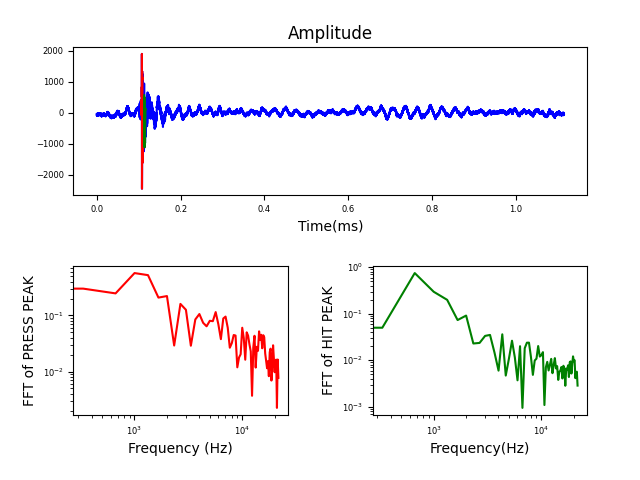 Amplitude
2000
1000
0
−1000
−2000
0.0 0.2 0.4 0.6 0.8 1.0
Time(ms)
FFT of PRESS PEAK
10⁻¹
10⁻²
10³ 10⁴
Frequency (Hz)
FFT of HIT PEAK
10⁰
10⁻¹
10⁻²
10⁻³
10³ 10⁴
Frequency(Hz)